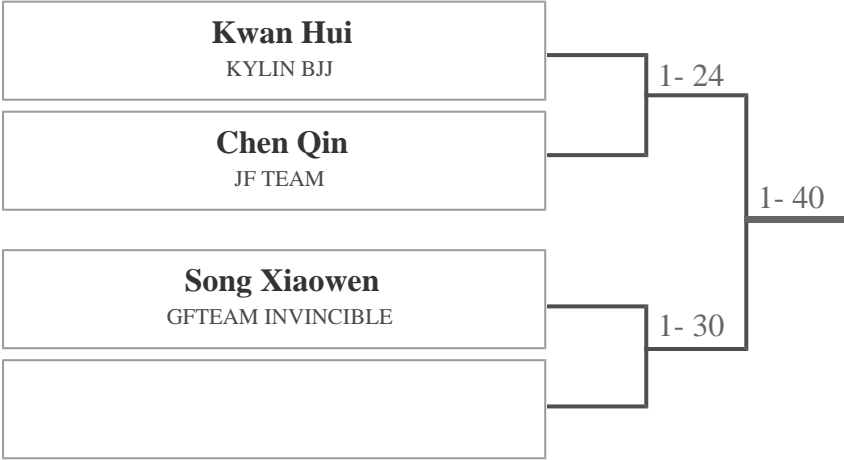 Kwan Hui
KYLIN BJJ
1- 24
Chen Qin
JF TEAM
1- 40
Song Xiaowen
GFTEAM INVINCIBLE
1- 30